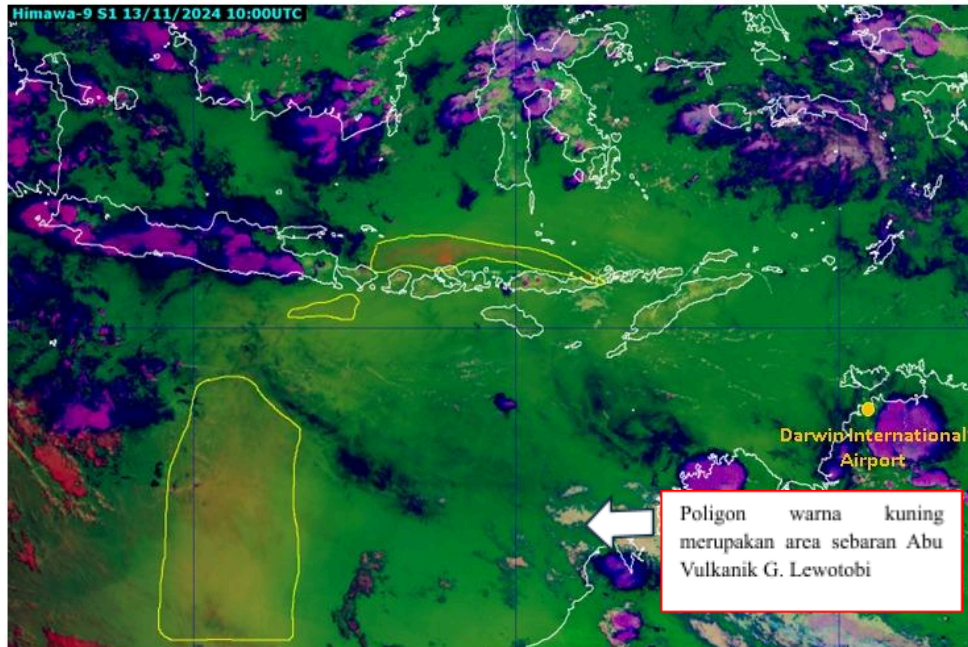 Himawa-9 S1 13/11/2024 10:00UTC
Darwin International
Airport
Poligon warna kuning
merupakan area sebaran Abu
Vulkanik G. Lewotobi